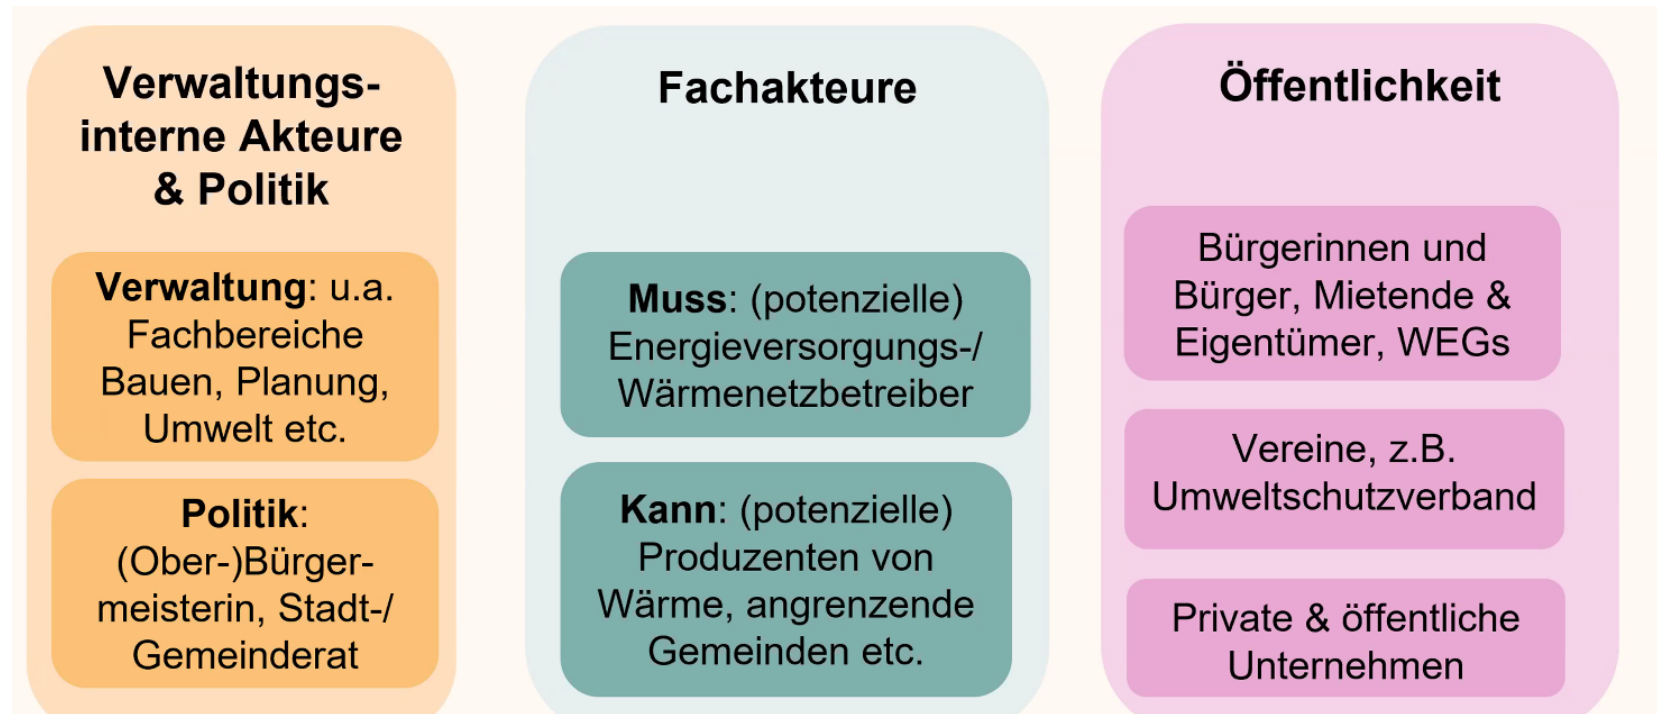 Verwaltungs-
interne Akteure
& Politik
Verwaltung: u.a.
Fachbereiche
Bauen, Planung,
Umwelt etc.
Politik:
(Ober-)Bürger-
meisterin, Stadt-/
Gemeinderat
Fachakteure
Muss: (potenzielle)
Energieversorgungs-/
Wärmenetzbetreiber
Kann: (potenzielle)
Produzenten von
Wärme, angrenzende
Gemeinden etc.
Öffentlichkeit
Bürgerinnen und
Bürger, Mietende &
Eigentümer, WEGs
Vereine, z.B.
Umweltschutzverband
Private & öffentliche
Unternehmen